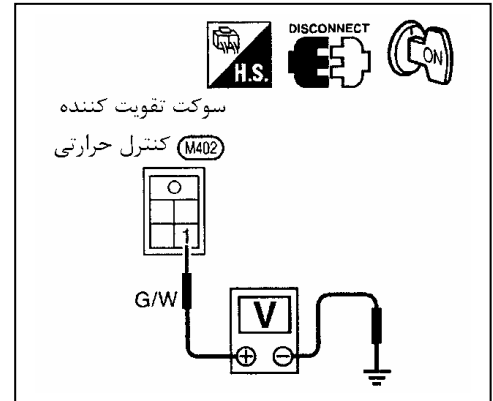 DISCONNECT
H.S.
ON
سوکت تقویت کننده
کنترل حرارتی M402
1
G/W
V
+ −